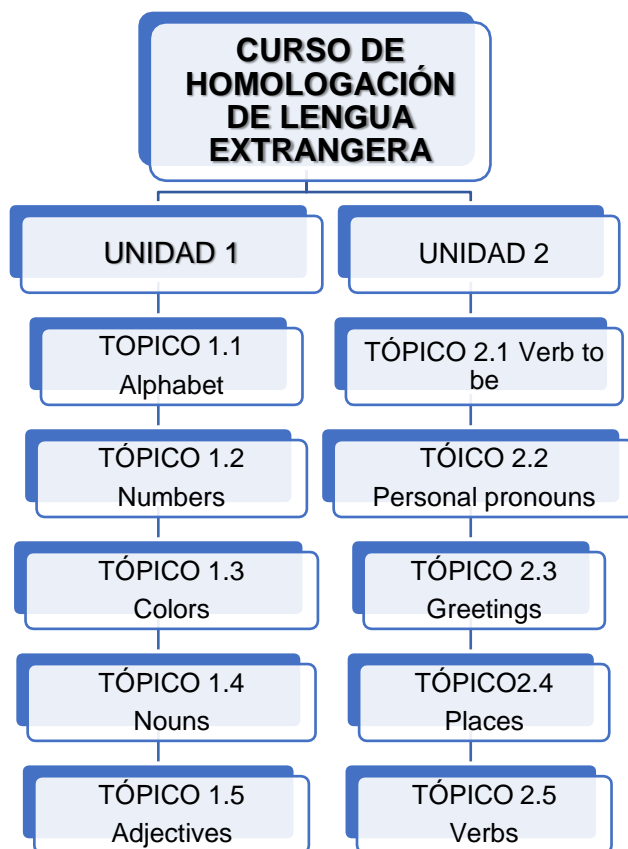 CURSO DE
HOMOLOGACIÓN
DE LENGUA
EXTRANGERA
UNIDAD 1
TOPICO 1.1
Alphabet
TÓPICO 1.2
Numbers
TÓPICO 1.3
Colors
TÓPICO 1.4
Nouns
TÓPICO 1.5
Adjectives
UNIDAD 2
TÓPICO 2.1 Verb to
be
TÓICO 2.2
Personal pronouns
TÓPICO 2.3
Greetings
TÓPICO2.4
Places
TÓPICO 2.5
Verbs